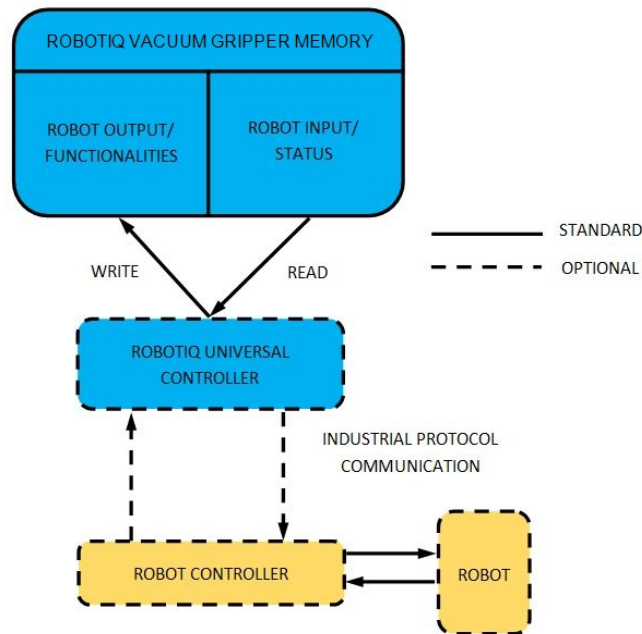 ROBOTIQ VACUUM GRIPPER MEMORY
ROBOT OUTPUT/
FUNCTIONALITIES
ROBOT INPUT/
STATUS
STANDARD
OPTIONAL
WRITE
READ
ROBOTIQ UNIVERSAL
CONTROLLER
INDUSTRIAL PROTOCOL
COMMUNICATION
ROBOT CONTROLLER
ROBOT